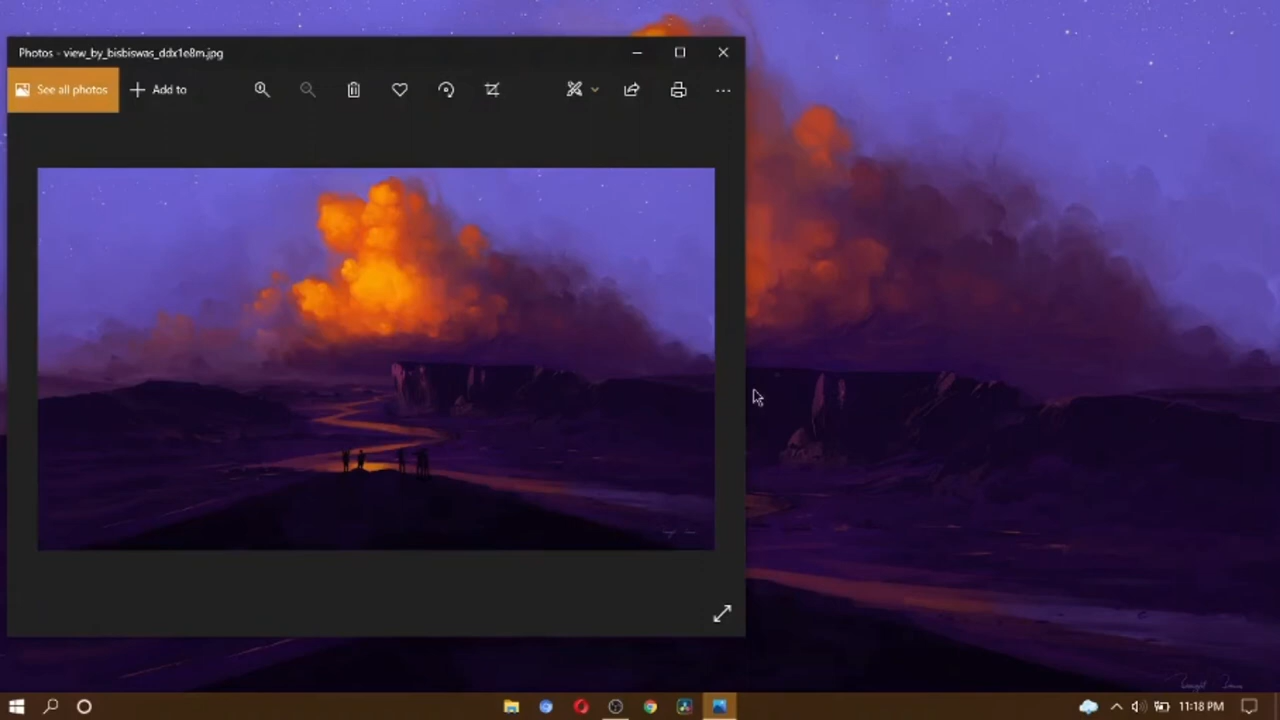 Photos - view_by_bisbiswas_ddx1e8m.jpg
See all photos
Add to
11:18 PM